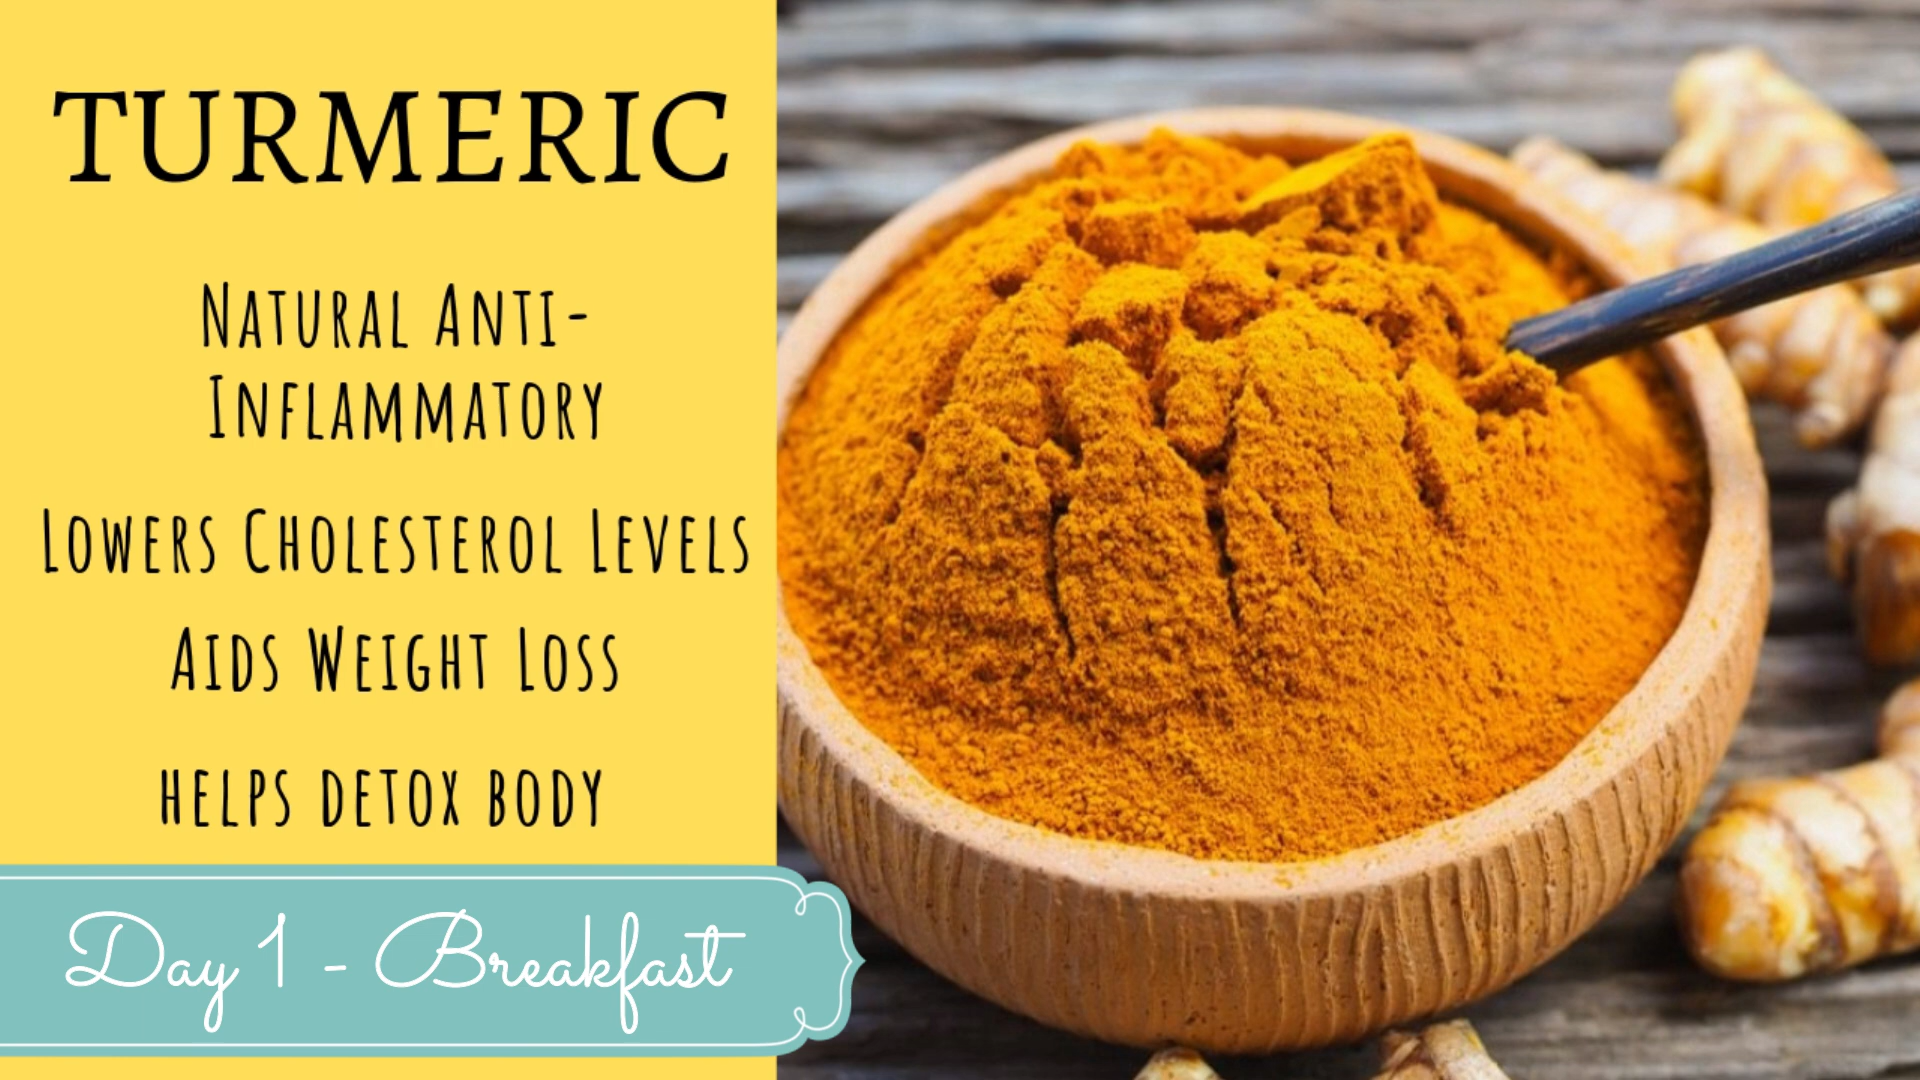 TURMERIC
NATURAL ANTI-
INFLAMMATORY
LOWERS CHOLESTEROL LEVELS
AIDS WEIGHT LOSS
HELPS DETOX BODY
Day 1 - Breakfast